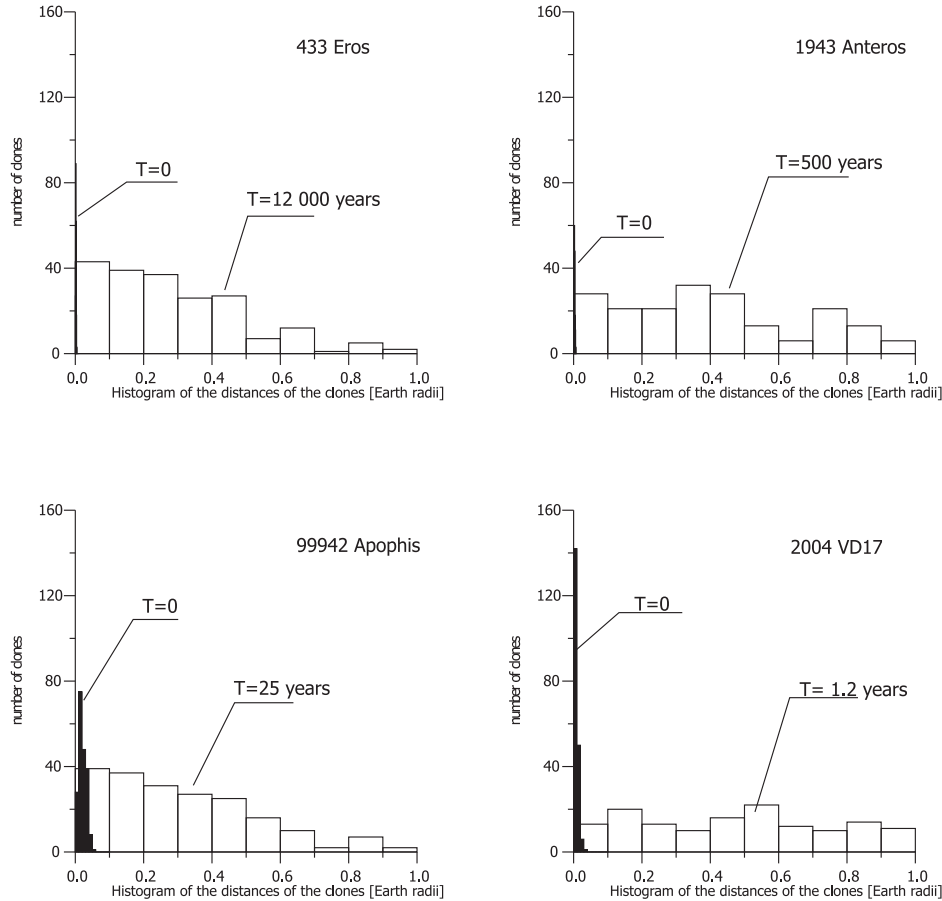 160
433 Eros
120
number of clones
T=0
80
T=12 000 years
40
0
0.0 0.2 0.4 0.6 0.8 1.0
Histogram of the distances of the clones [Earth radii]
160
1943 Anteros
120
number of clones
T=500 years
80
T=0
40
0
0.0 0.2 0.4 0.6 0.8 1.0
Histogram of the distances of the clones [Earth radii]
160
99942 Apophis
120
number of clones
T=0
80
T=25 years
40
0
0.0 0.2 0.4 0.6 0.8 1.0
Histogram of the distances of the clones [Earth radii]
160
2004 VD17
120
number of clones
T=0
80
T= 1.2 years
40
0
0.0 0.2 0.4 0.6 0.8 1.0
Histogram of the distances of the clones [Earth radii]